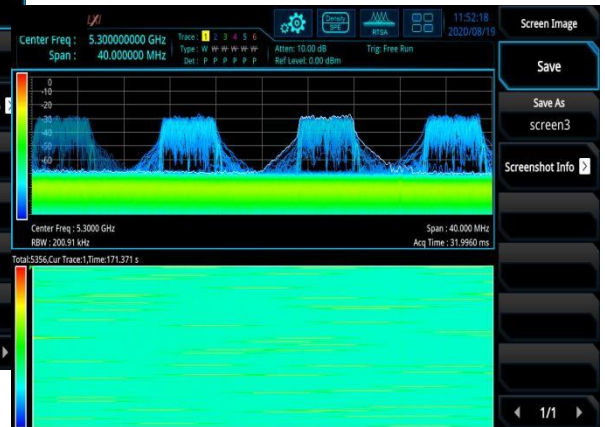 LXI
Center Freq : 5.300000000 GHz
Span : 40.000000 MHz
Trace : 1 2 3 4 5 6
Type : W W W W W W
Det : P P P P P P
Atten: 10.00 dB
Ref Level: 0.00 dBm
Trig: Free Run
Density
SPE
RTSA
11:52:18
2020/08/19
Screen Image
Save
Save As
screen3
Screenshot Info >
0
-10
-20
-30
-40
-60
Center Freq : 5.3000 GHz
Span : 40.000 MHz
RBW : 200.91 kHz
Acq Time : 31.9960 ms
Total:5356,Cur Trace:1,Time:171.371 s
1/1